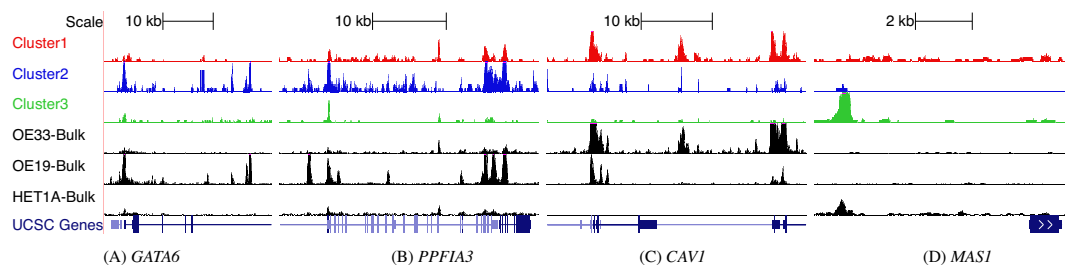 Scale 10 kb 10 kb 10 kb 2 kb
Cluster1
Cluster2
Cluster3
OE33-Bulk
OE19-Bulk
HET1A-Bulk
UCSC Genes
(A) GATA6 (B) PPFIA3 (C) CAV1 (D) MAS1